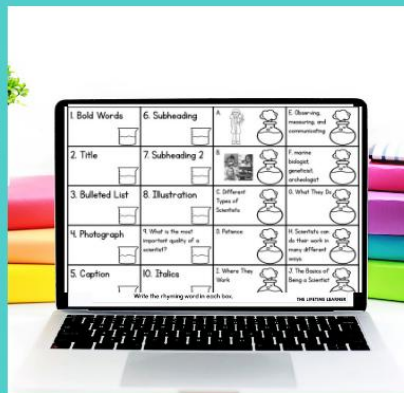 1. Bold Words
6. Subheading
A.
E. Observing,
measuring, and
communicating
2. Title
7. Subheading 2
B.
F. marine
biologist,
geneticist,
archeologist
3. Bulleted List
8. Illustration
C. Different
Types of
Scientists
G. What They Do
4. Photograph
9. What is the most
important quality of a
scientist?
D. Patience
H. Scientists can
do their work in
many different
ways.
5. Caption
10. Italics
I. Where They
Work
J. The Basics of
Being a Scientist
Write the rhyming word in each box.
THE LIFETIME LEARNER